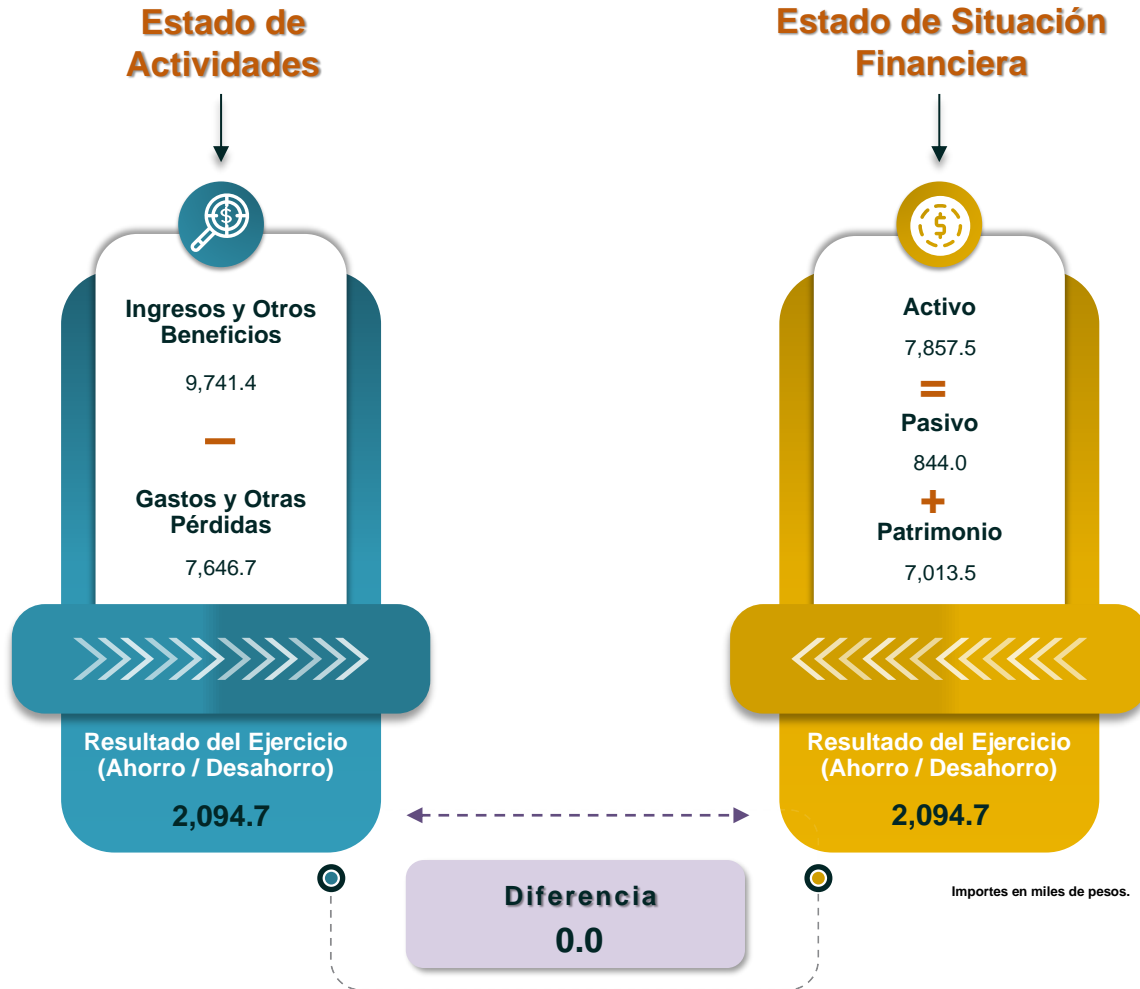 Estado de
Actividades
Ingresos y Otros
Beneficios
9,741.4
–
Gastos y Otras
Pérdidas
7,646.7
Resultado del Ejercicio
(Ahorro / Desahorro)
2,094.7
Estado de Situación
Financiera
Activo
7,857.5
=
Pasivo
844.0
+
Patrimonio
7,013.5
Resultado del Ejercicio
(Ahorro / Desahorro)
2,094.7
Diferencia
0.0
Importes en miles de pesos.